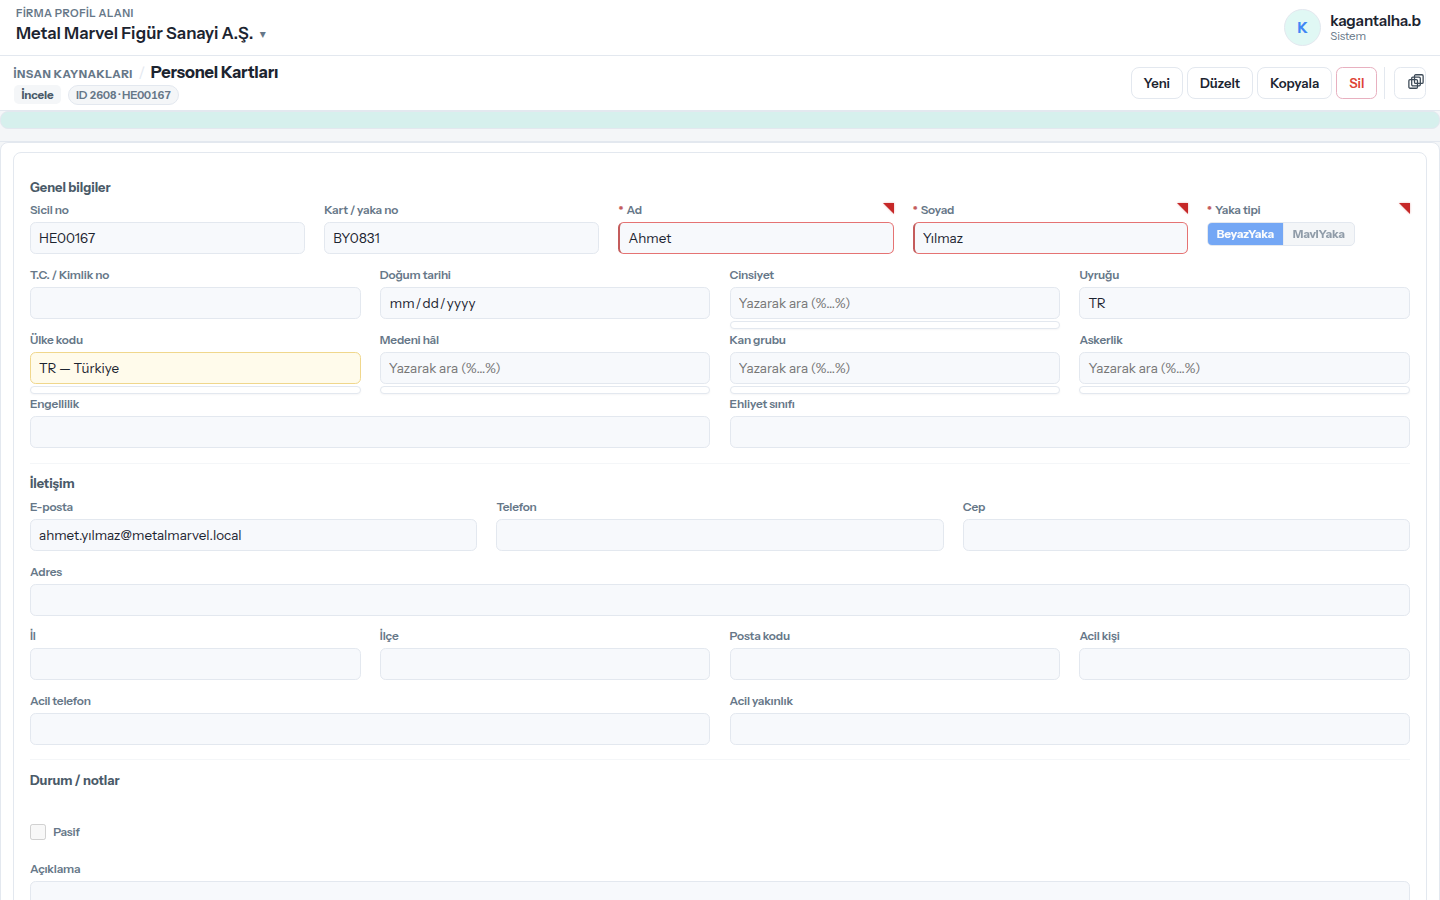 FİRMA PROFİL ALANI
Metal Marvel Figür Sanayi A.Ş. ▾
K
kagantalha.b
Sistem
İNSAN KAYNAKLARI / Personel Kartları
İncele ID 2608·HE00167
Yeni Düzelt Kopyala Sil
Genel bilgiler
Sicil no Kart / yaka no * Ad * Soyad * Yaka tipi
HE00167 BY0831 Ahmet Yılmaz BeyazYaka MaviYaka
T.C. / Kimlik no Doğum tarihi Cinsiyet Uyruğu
mm/dd/yyyy Yazarak ara (%...%) TR
Ülke kodu Medeni hâl Kan grubu Askerlik
TR — Türkiye Yazarak ara (%...%) Yazarak ara (%...%) Yazarak ara (%...%)
Engellilik Ehliyet sınıfı
İletişim
E-posta Telefon Cep
ahmet.yılmaz@metalmarvel.local
Adres
İl İlçe Posta kodu Acil kişi
Acil telefon Acil yakınlık
Durum / notlar
Pasif
Açıklama